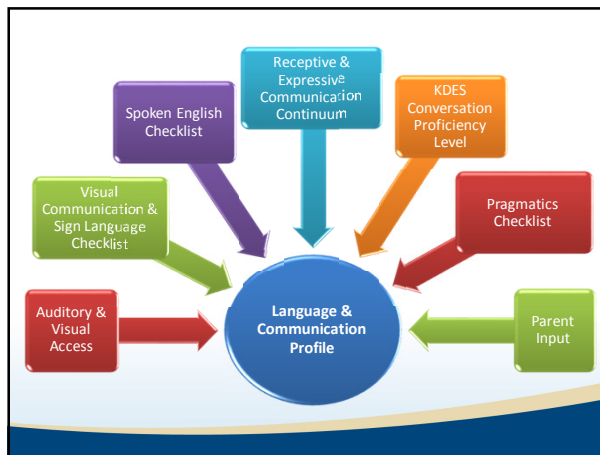 Auditory &
Visual
Access
Visual
Communication &
Sign Language
Checklist
Spoken English
Checklist
Receptive &
Expressive
Communication
Continuum
KDES
Conversation
Proficiency
Level
Pragmatics
Checklist
Parent
Input
Language &
Communication
Profile